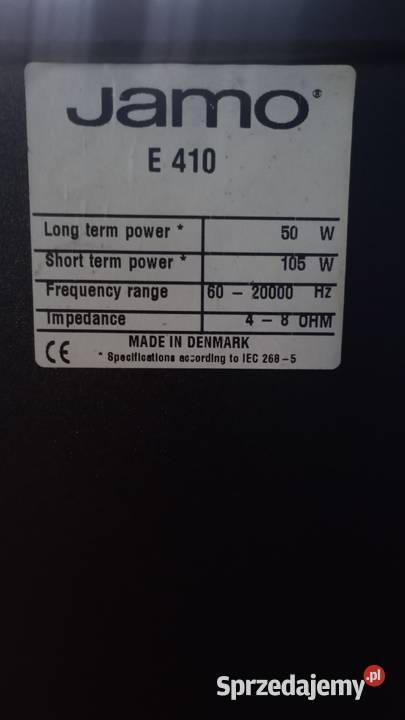 Jamo®
E 410
Long term power * 50 W
Short term power * 105 W
Frequency range 60 – 20000 Hz
Impedance 4 – 8 OHM
CE MADE IN DENMARK
* Specifications according to IEC 268-5
Sprzedajemy.pl